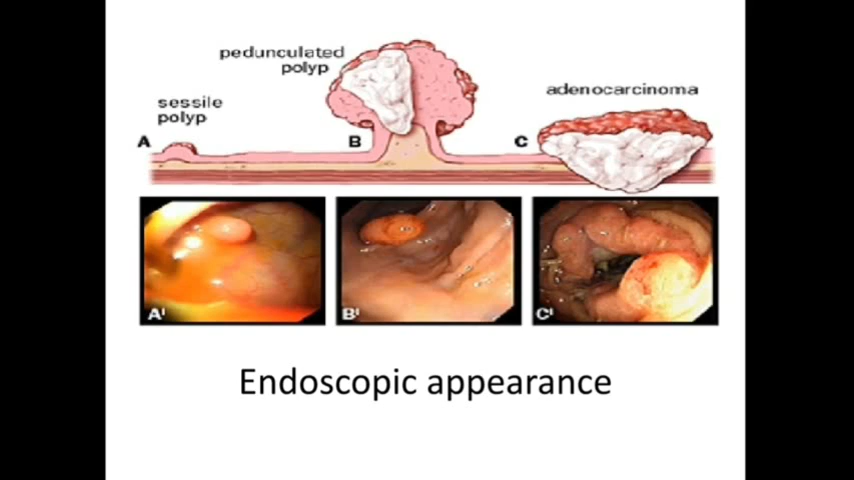 pedunculated
polyp
adenocarcinoma
sessile
polyp
A
B
C
A'
B'
C'
Endoscopic appearance